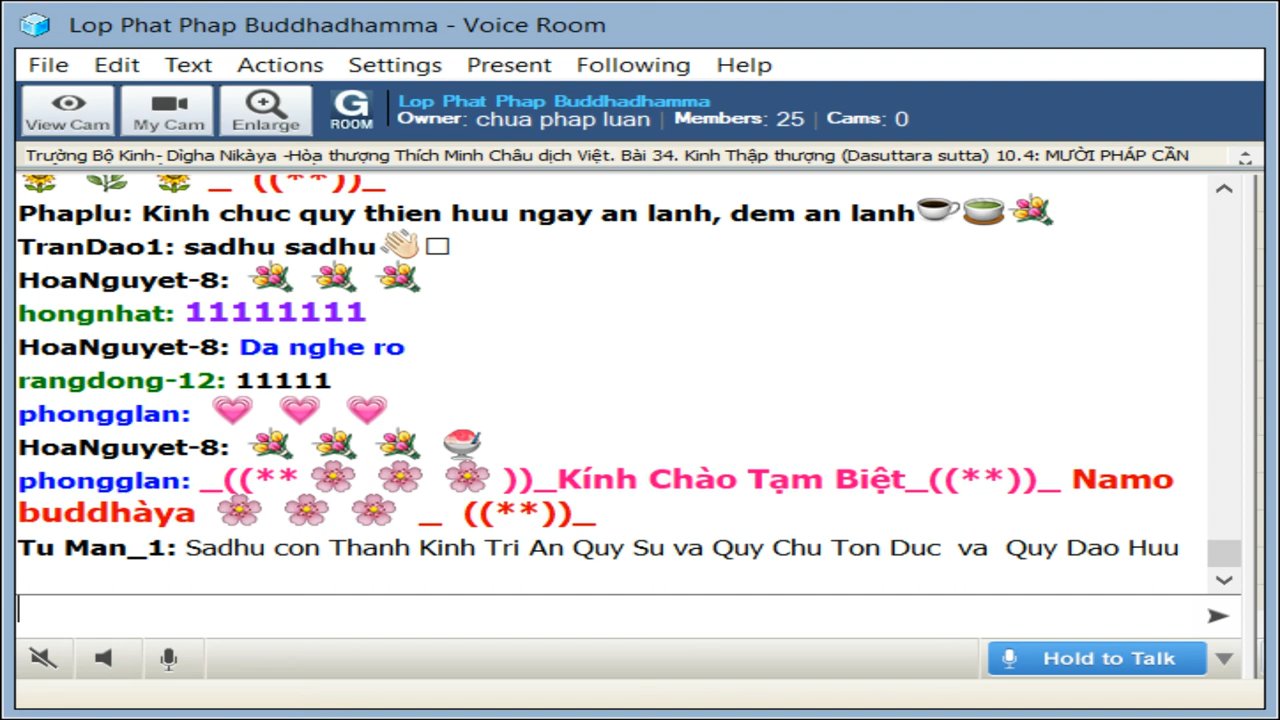 Lop Phat Phap Buddhadhamma - Voice Room
File Edit Text Actions Settings Present Following Help
View Cam My Cam Enlarge G ROOM
Lop Phat Phap Buddhadhamma
Owner: chua phap luan | Members: 25 | Cams: 0
Trường Bộ Kinh- Dìgha Nikàya -Hòa thượng Thích Minh Châu dịch Việt. Bài 34. Kinh Thập thượng (Dasuttara sutta) 10.4: MƯỜI PHÁP CẦN
_ ((**))_
Phaplu: Kinh chuc quy thien huu ngay an lanh, dem an lanh
TranDao1: sadhu sadhu
HoaNguyet-8:
hongnhat: 11111111
HoaNguyet-8: Da nghe ro
rangdong-12: 11111
phongglan:
HoaNguyet-8:
phongglan: _((** ))_Kính Chào Tạm Biệt_((**))_ Namo
buddhàya _ ((**))_
Tu Man_1: Sadhu con Thanh Kinh Tri An Quy Su va Quy Chu Ton Duc va Quy Dao Huu
Hold to Talk